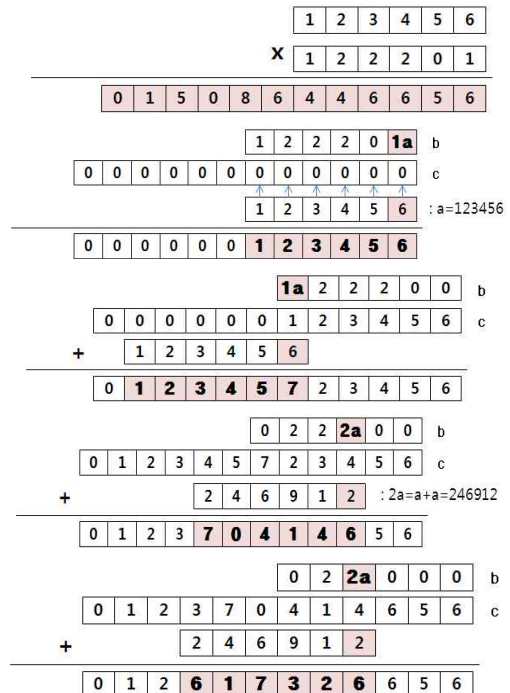 1 2 3 4 5 6
x 1 2 2 2 0 1
0 1 5 0 8 6 4 4 6 6 5 6
1 2 2 2 0 1a b
0 0 0 0 0 0 0 0 0 0 0 0 c
1 2 3 4 5 6 : a=123456
0 0 0 0 0 0 1 2 3 4 5 6
1a 2 2 2 0 0 b
0 0 0 0 0 0 1 2 3 4 5 6 c
+ 1 2 3 4 5 6
0 1 2 3 4 5 7 2 3 4 5 6
0 2 2 2a 0 0 b
0 1 2 3 4 5 7 2 3 4 5 6 c
+ 2 4 6 9 1 2 : 2a=a+a=246912
0 1 2 3 7 0 4 1 4 6 5 6
0 2 2a 0 0 0 b
0 1 2 3 7 0 4 1 4 6 5 6 c
+ 2 4 6 9 1 2
0 1 2 6 1 7 3 2 6 6 5 6